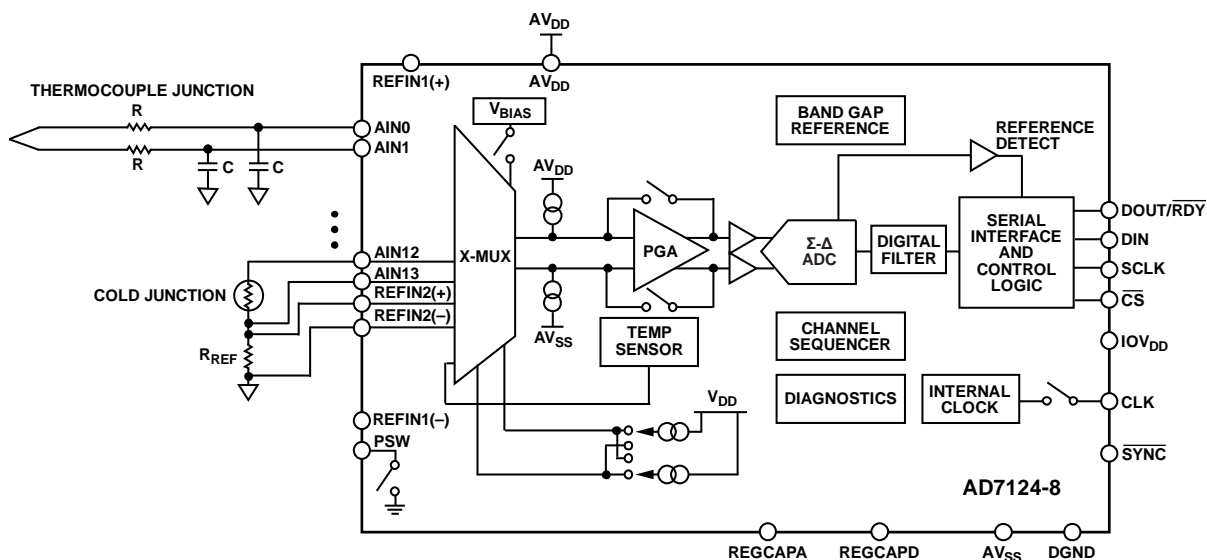 AVDD
REFIN1(+)
AVDD
THERMOCOUPLE JUNCTION
R
AIN0
R
AIN1
C
C
VBIAS
BAND GAP
REFERENCE
REFERENCE
DETECT
AVDD
X-MUX
PGA
Σ-Δ
ADC
DIGITAL
FILTER
SERIAL
INTERFACE
AND
CONTROL
LOGIC
DOUT/RDY
DIN
SCLK
CS
AIN12
AIN13
COLD JUNCTION
REFIN2(+)
REFIN2(–)
RREF
AVSS
TEMP
SENSOR
CHANNEL
SEQUENCER
IOVDD
DIAGNOSTICS
INTERNAL
CLOCK
CLK
VDD
REFIN1(–)
PSW
SYNC
AD7124-8
REGCAPA
REGCAPD
AVSS
DGND